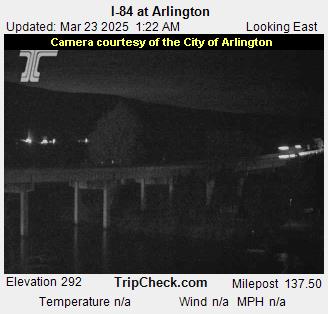 I-84 at Arlington
Updated: Mar 23 2025 1:22 AM Looking East
Camera courtesy of the City of Arlington
Elevation 292 TripCheck.com Milepost 137.50
Temperature n/a Wind n/a MPH n/a